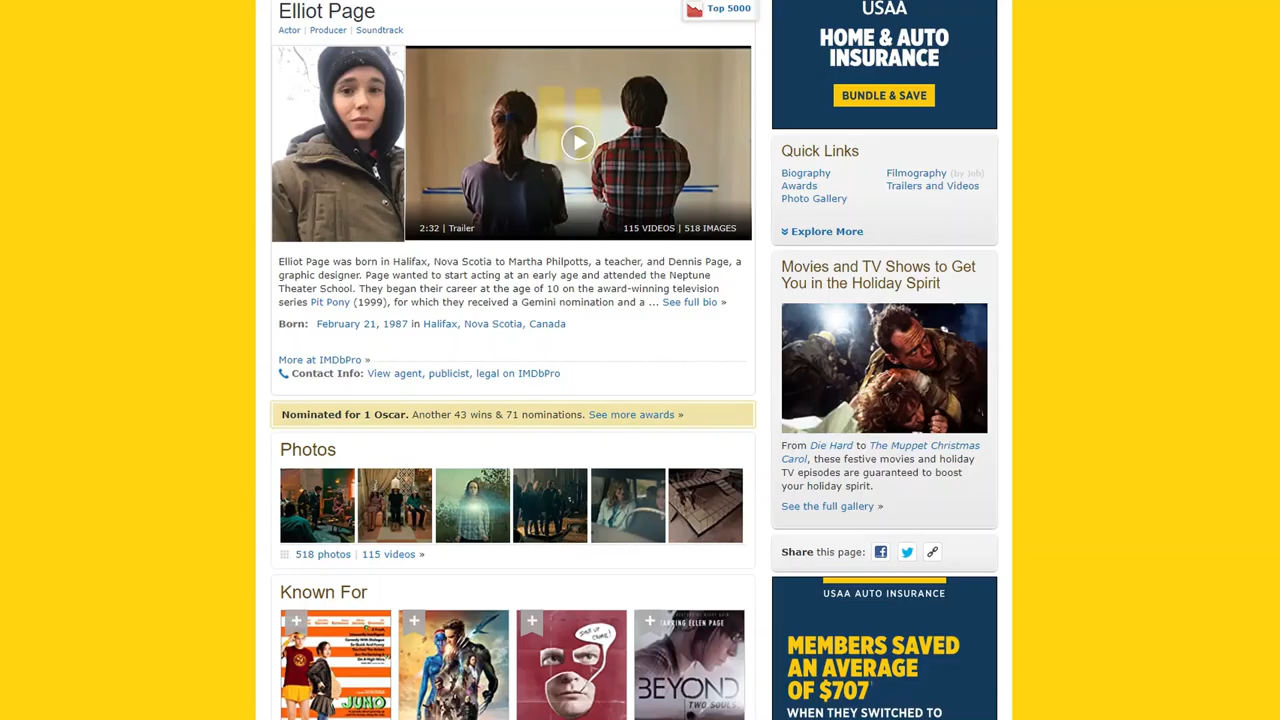 Elliot Page
Top 5000
Actor | Producer | Soundtrack
2:32 | Trailer
115 VIDEOS | 518 IMAGES
Elliot Page was born in Halifax, Nova Scotia to Martha Philpotts, a teacher, and Dennis Page, a
graphic designer. Page wanted to start acting at an early age and attended the Neptune
Theater School. They began their career at the age of 10 on the award-winning television
series Pit Pony (1999), for which they received a Gemini nomination and a ... See full bio »
Born: February 21, 1987 in Halifax, Nova Scotia, Canada
More at IMDbPro »
Contact Info: View agent, publicist, legal on IMDbPro
Nominated for 1 Oscar. Another 43 wins & 71 nominations. See more awards »
Photos
518 photos | 115 videos »
Known For
JUNO
STARRING ELLEN PAGE
BEYOND
TWO SOULS
USAA
HOME & AUTO
INSURANCE
BUNDLE & SAVE
Quick Links
Biography
Awards
Photo Gallery
Filmography (by Job)
Trailers and Videos
Explore More
Movies and TV Shows to Get
You in the Holiday Spirit
From Die Hard to The Muppet Christmas
Carol, these festive movies and holiday
TV episodes are guaranteed to boost
your holiday spirit.
See the full gallery »
Share this page:
USAA AUTO INSURANCE
MEMBERS SAVED
AN AVERAGE
OF $707
WHEN THEY SWITCHED TO